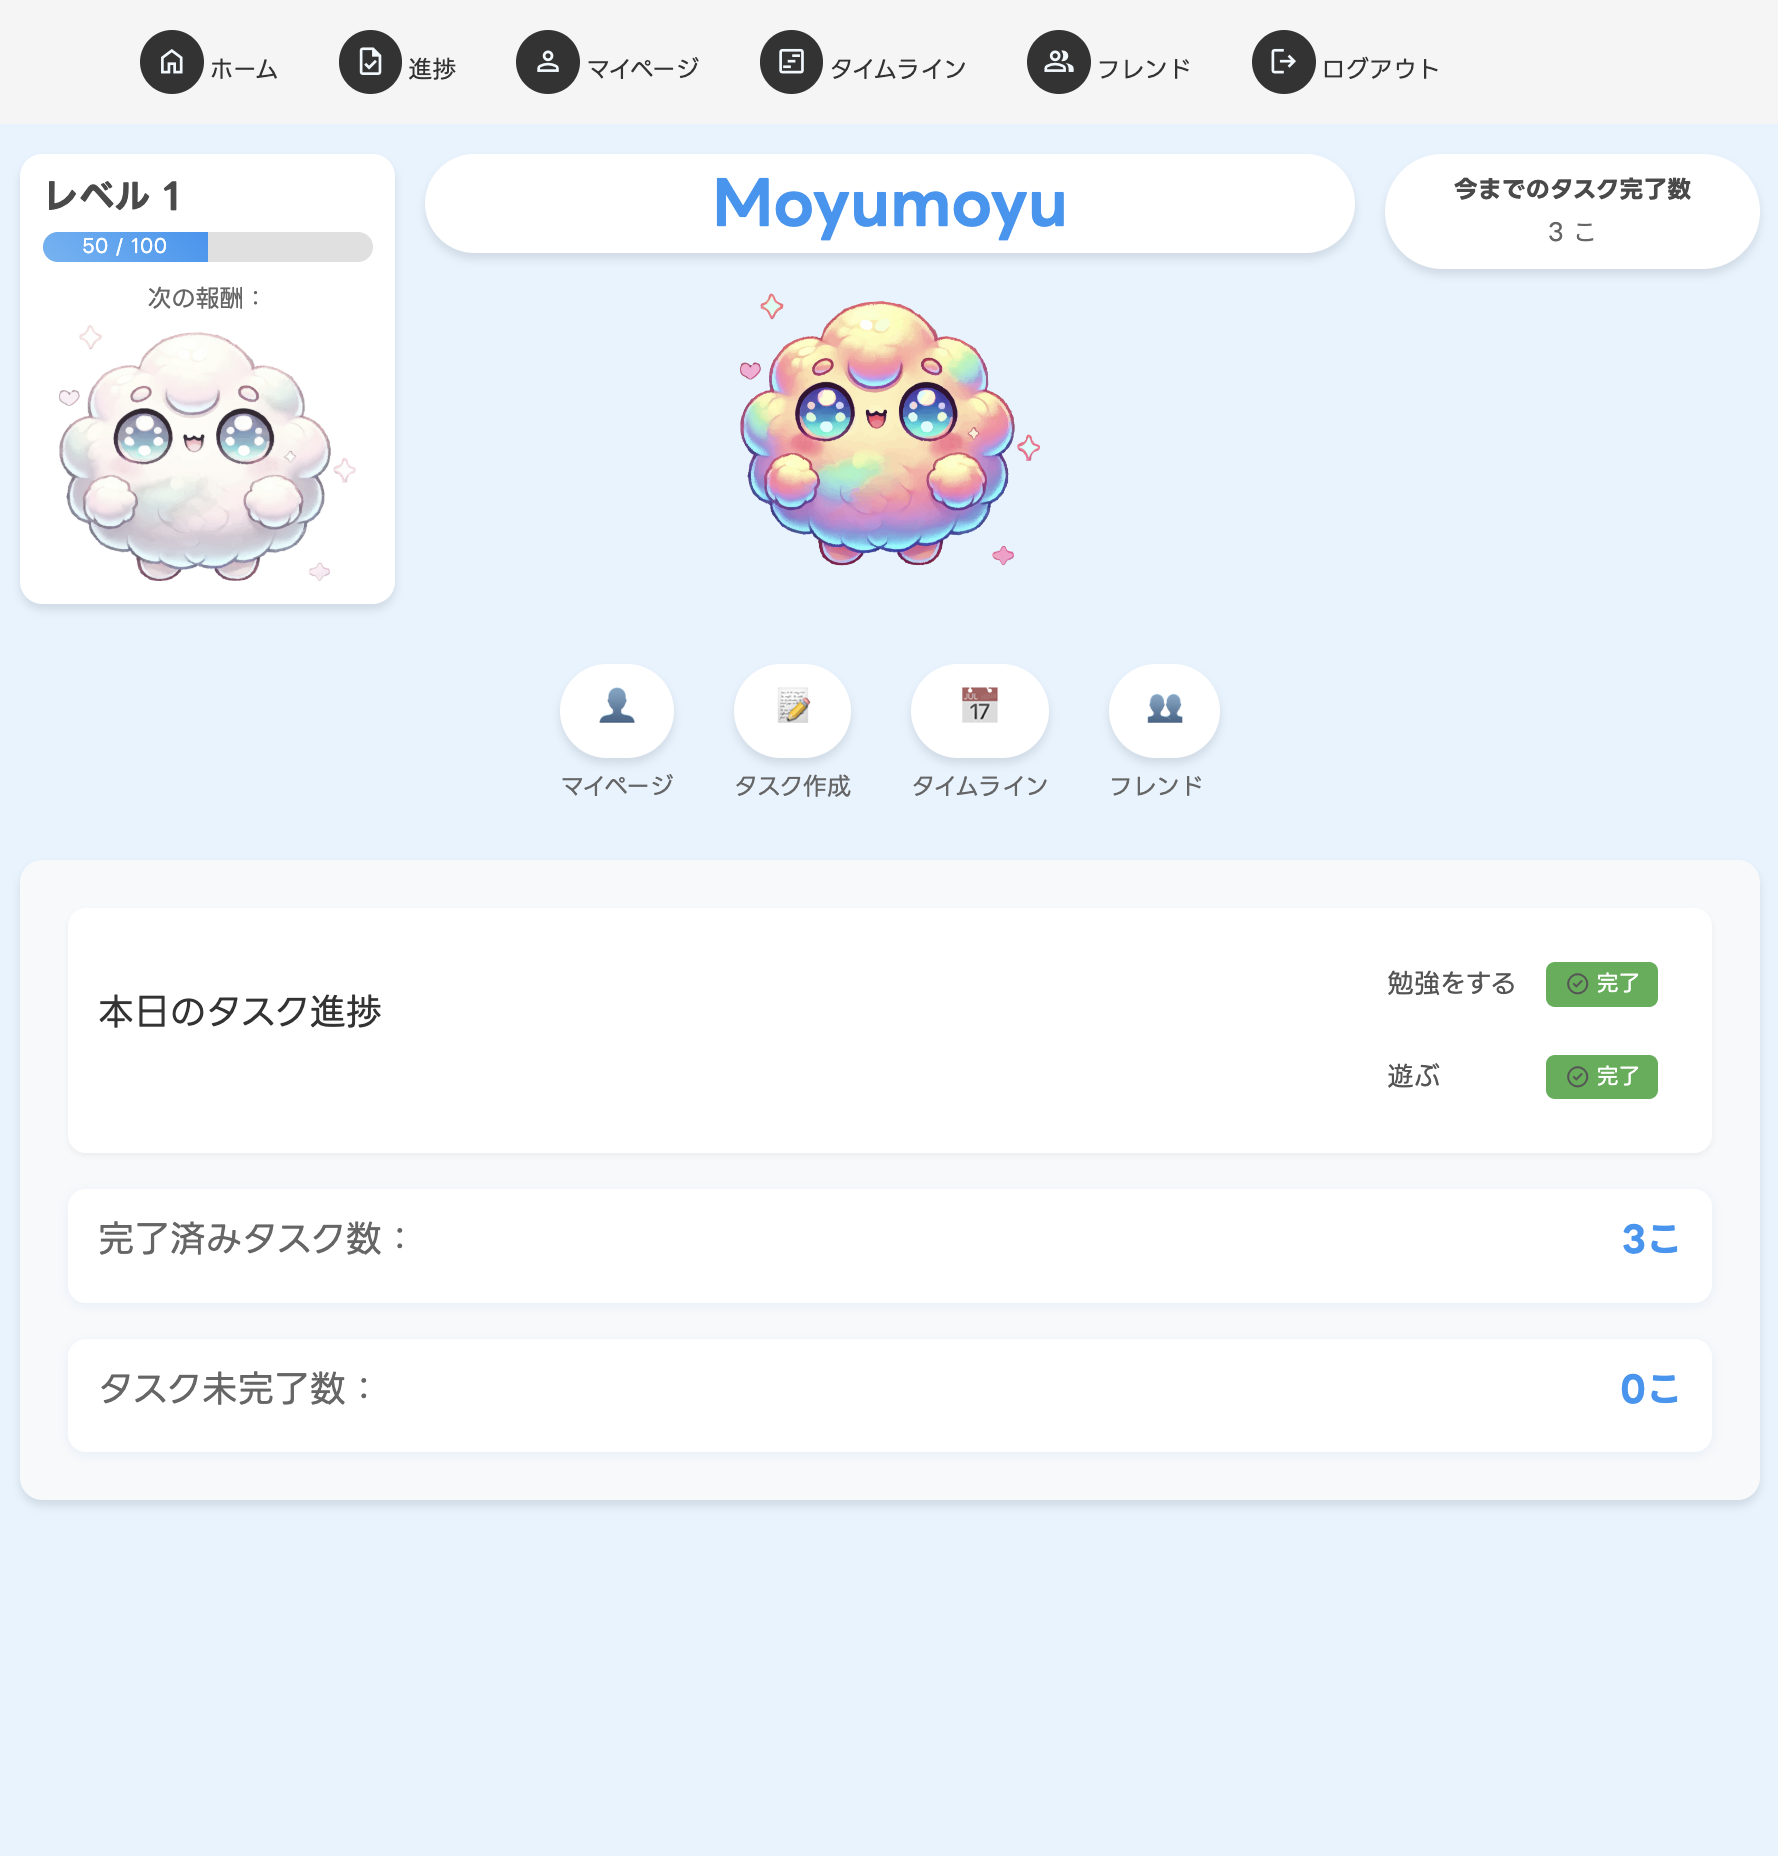 ホーム
進捗
マイページ
タイムライン
フレンド
ログアウト
レベル 1
50 / 100
次の報酬：
Moyumoyu
今までのタスク完了数
3 こ
マイページ
タスク作成
JUL
17
タイムライン
フレンド
本日のタスク進捗
勉強をする
完了
遊ぶ
完了
完了済みタスク数：
3こ
タスク未完了数：
0こ